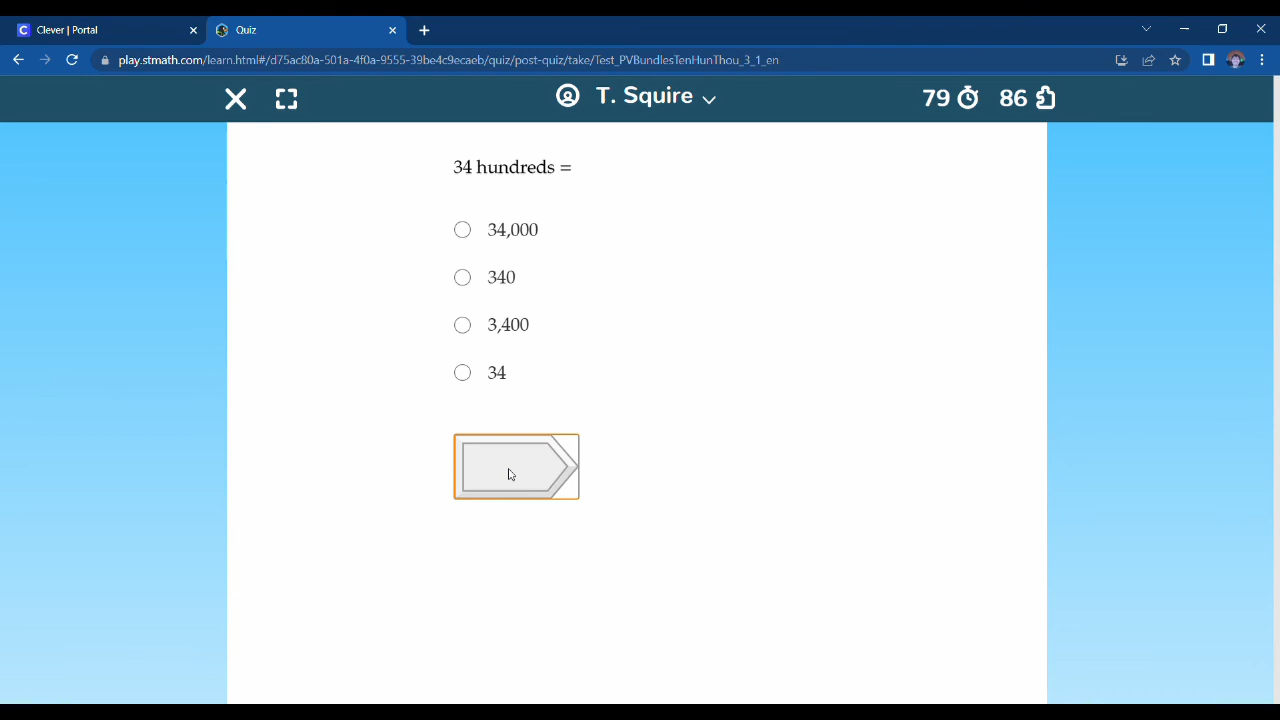 Clever | Portal
Quiz
play.stmath.com/learn.html#/d75ac80a-501a-4f0a-9555-39be4c9ecaeb/quiz/post-quiz/take/Test_PVBundlesTenHunThou_3_1_en
T. Squire
79
86
34 hundreds =
34,000
340
3,400
34